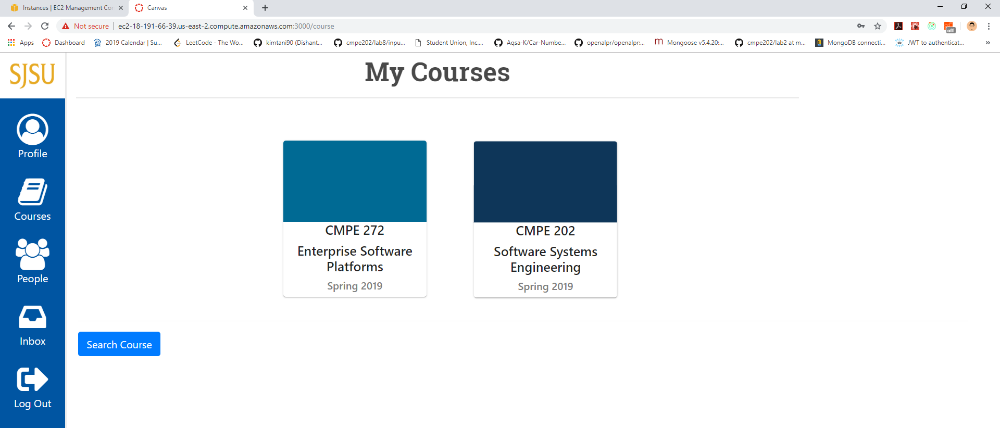 Instances | EC2 Management Cor
Canvas
Not secure
ec2-18-191-66-39.us-east-2.compute.amazonaws.com:3000/course
off
Apps
Dashboard
2019 Calendar | Su...
LeetCode - The Wo...
kimtani90 (Dishant...
cmpe202/lab8/inpu...
Student Union, Inc....
Aqsa-K/Car-Numbe...
openalpr/openalpr:...
m
Mongoose v5.4.20:...
cmpe202/lab2 at m...
MongoDB connecti...
JWT to authenticat...
»
SJSU
My Courses
Profile
Courses
People
Inbox
Log Out
CMPE 272
Enterprise Software
Platforms
Spring 2019
CMPE 202
Software Systems
Engineering
Spring 2019
Search Course